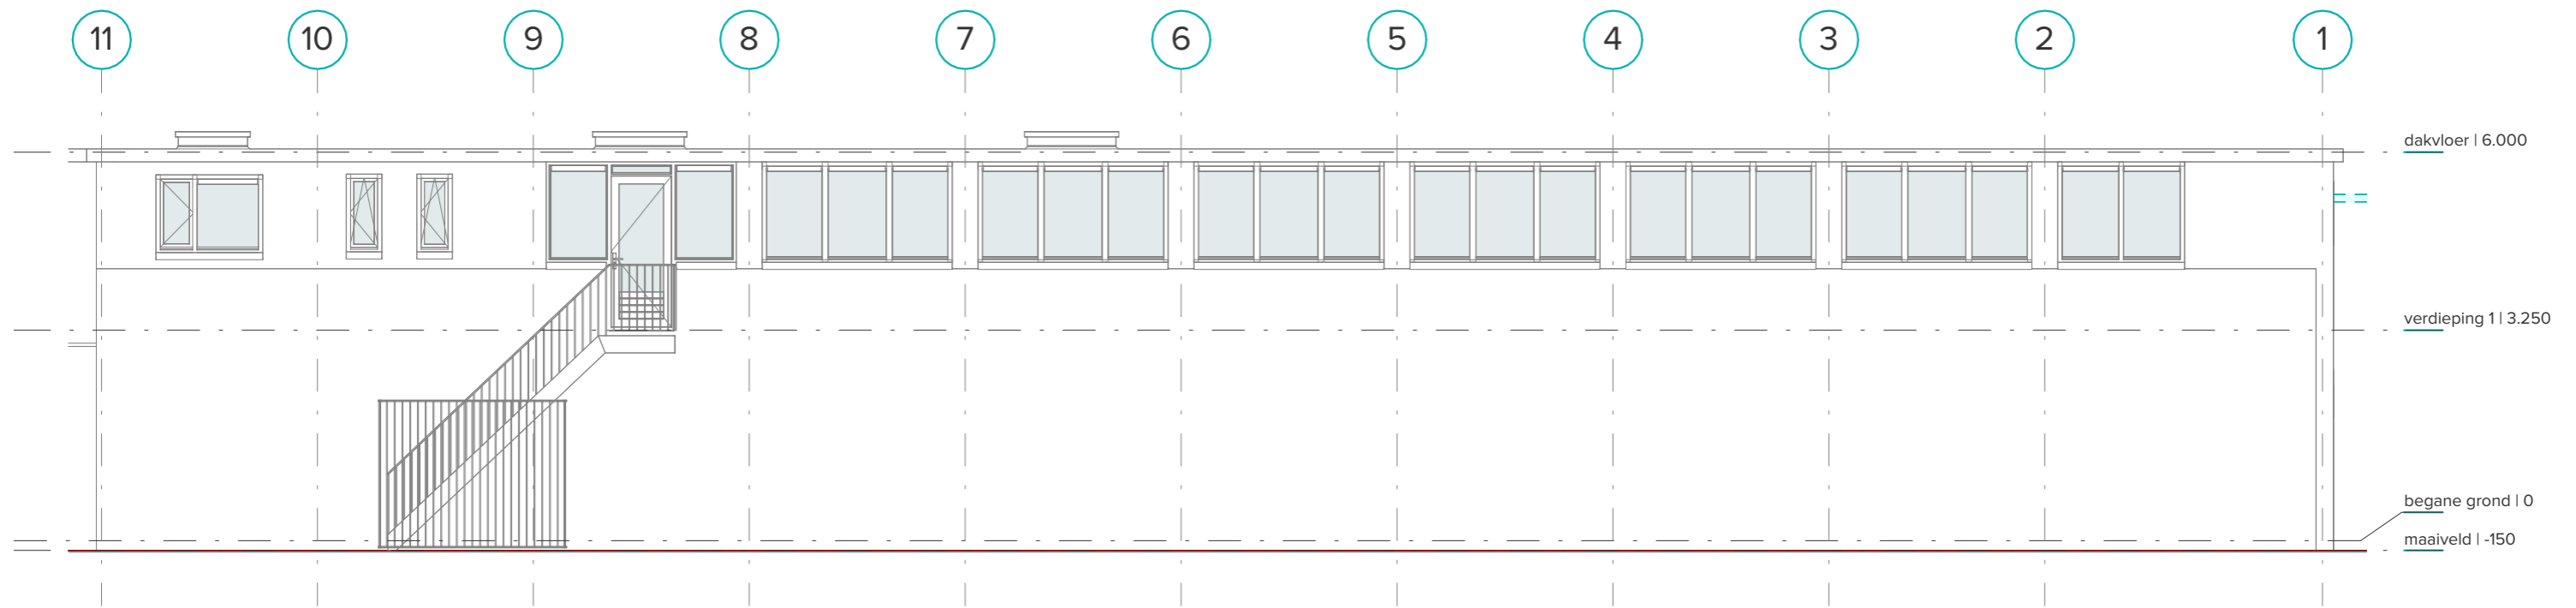 11 10 9 8 7 6 5 4 3 2 1
dakvloer | 6.000
verdieping 1 | 3.250
begane grond | 0
maaiveld | -150